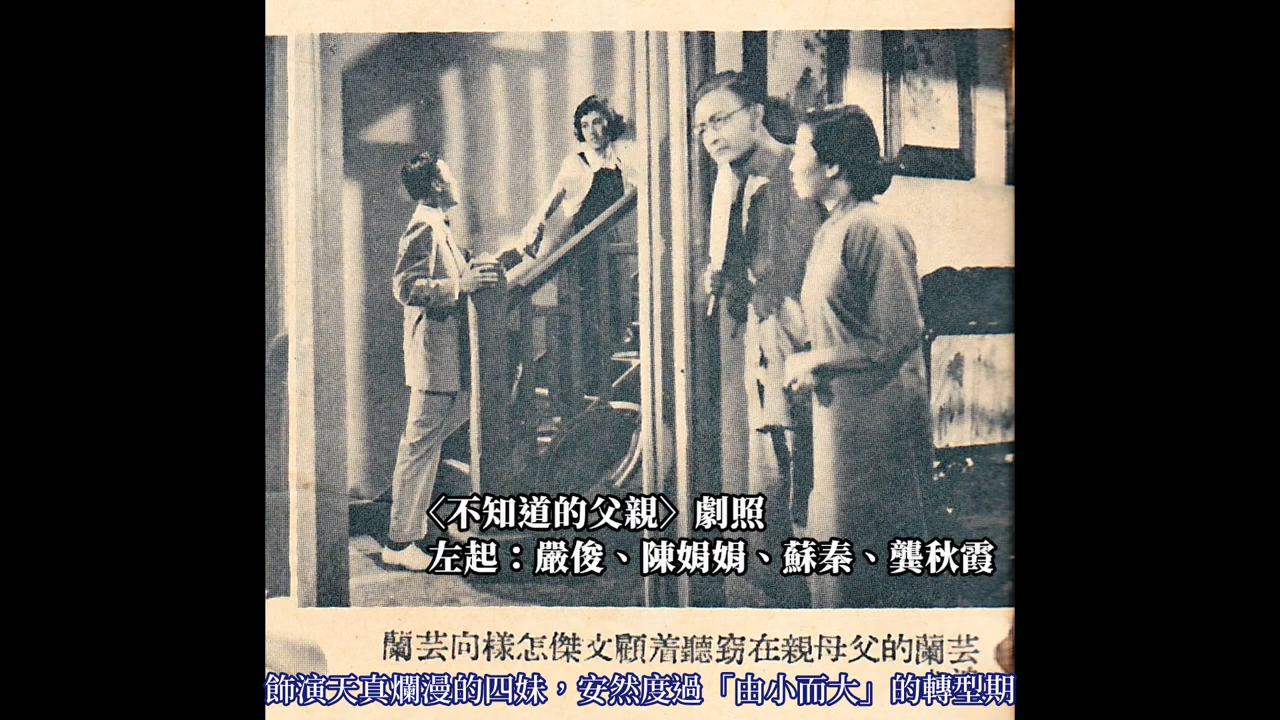 〈不知道的父親〉劇照
左起：嚴俊、陳娟娟、蘇秦、龔秋霞
芸蘭的父母親在竊聽着顧文傑怎樣向芸蘭
飾演天真爛漫的四妹，安然度過「由小而大」的轉型期